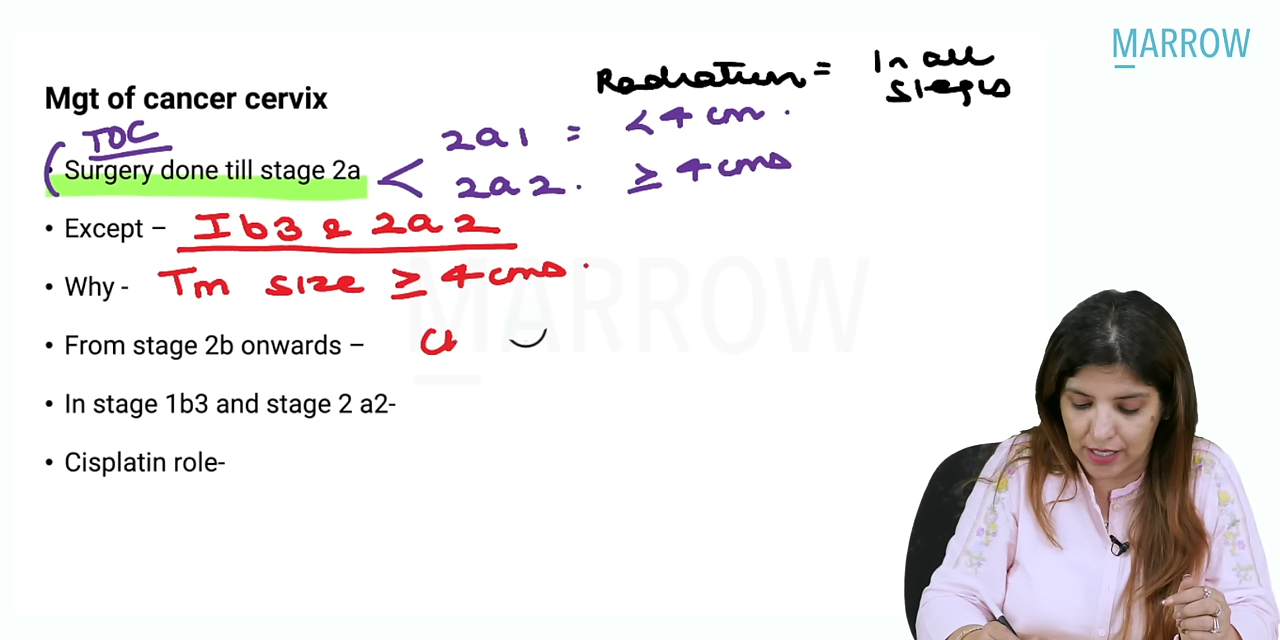 MARROW
Radiation = In all stages
Mgt of cancer cervix
TOC
2a1 = <4 cm.
• Surgery done till stage 2a
2a2. ≥ 4 cms
• Except – Ib3 & 2a2
• Why - Tm size ≥ 4 cms.
• From stage 2b onwards –
• In stage 1b3 and stage 2 a2-
• Cisplatin role-
MARROW